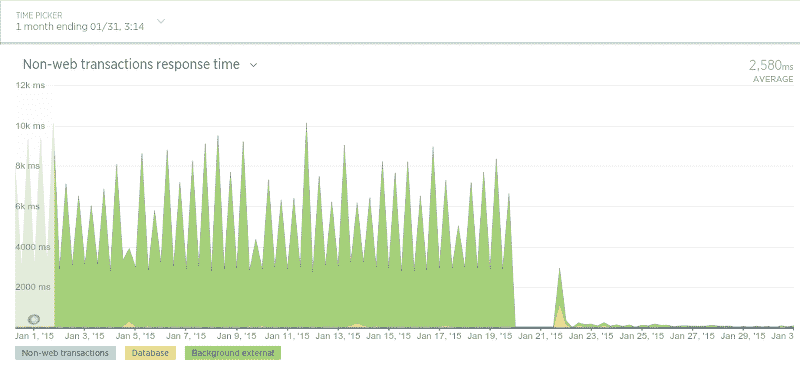 TIME PICKER
1 month ending 01/31, 3:14
Non-web transactions response time
2,580ms
AVERAGE
12k ms
10k ms
8k ms
6k ms
4000 ms
2000 ms
Jan 1, '15 Jan 3, '15 Jan 5, '15 Jan 7, '15 Jan 9, '15 Jan 11, '15 Jan 13, '15 Jan 15, '15 Jan 17, '15 Jan 19, '15 Jan 21, '15 Jan 23, '15 Jan 25, '15 Jan 27, '15 Jan 29, '15 Jan 3
Non-web transactions Database Background external